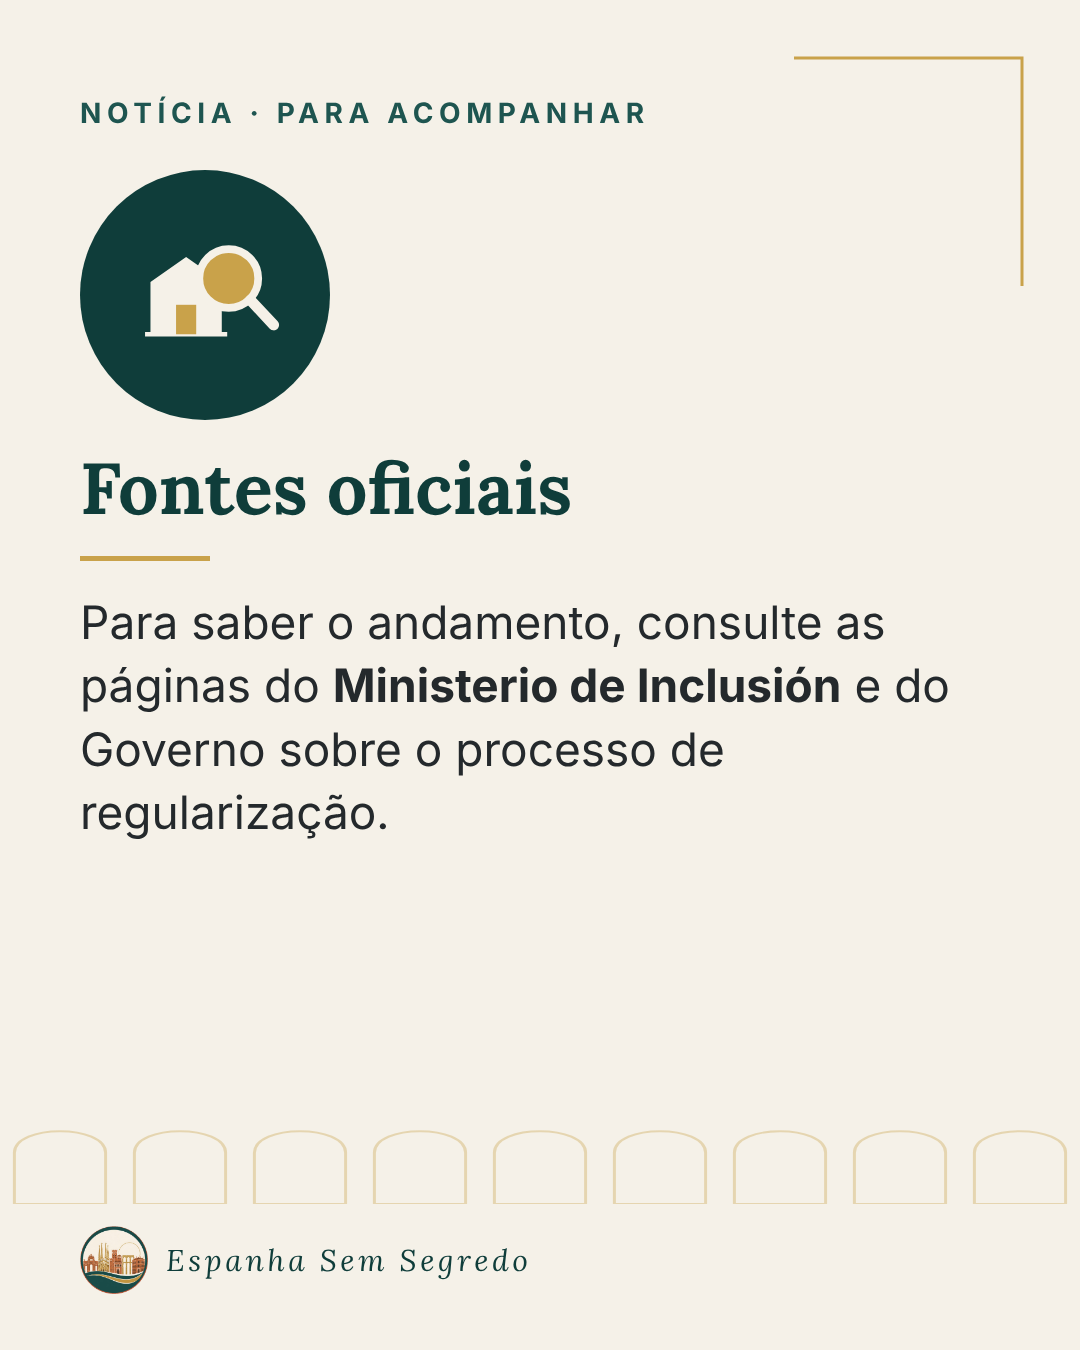 NOTÍCIA · PARA ACOMPANHAR
Fontes oficiais
Para saber o andamento, consulte as
páginas do Ministerio de Inclusión e do
Governo sobre o processo de
regularização.
Espanha Sem Segredo